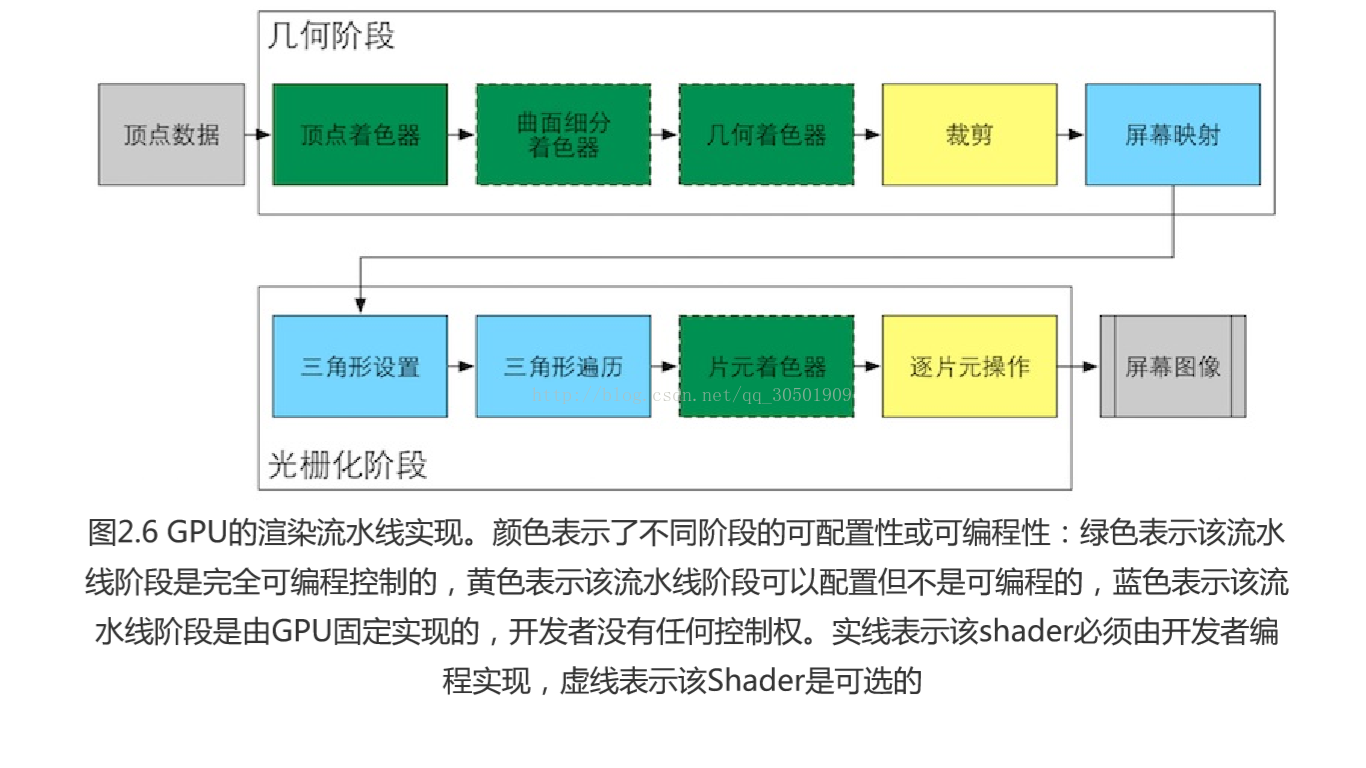 几何阶段
顶点数据
顶点着色器
曲面细分
着色器
几何着色器
裁剪
屏幕映射
三角形设置
三角形遍历
片元着色器
逐片元操作
屏幕图像
http://blog.csdn.net/qq_30501909
光栅化阶段
图2.6 GPU的渲染流水线实现。颜色表示了不同阶段的可配置性或可编程性：绿色表示该流水
线阶段是完全可编程控制的，黄色表示该流水线阶段可以配置但不是可编程的，蓝色表示该流
水线阶段是由GPU固定实现的，开发者没有任何控制权。实线表示该shader必须由开发者编
程实现，虚线表示该Shader是可选的